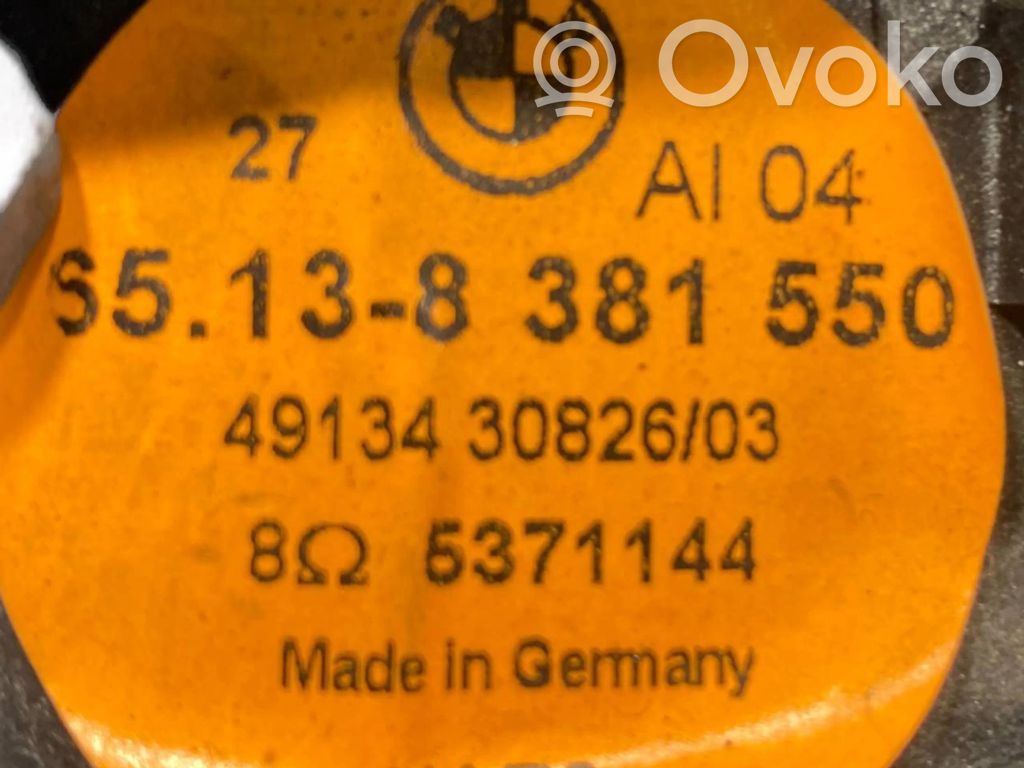 Ovoko
27
AI 04
65.13-8 381 550
49134 30826/03
8Ω 5371144
Made in Germany